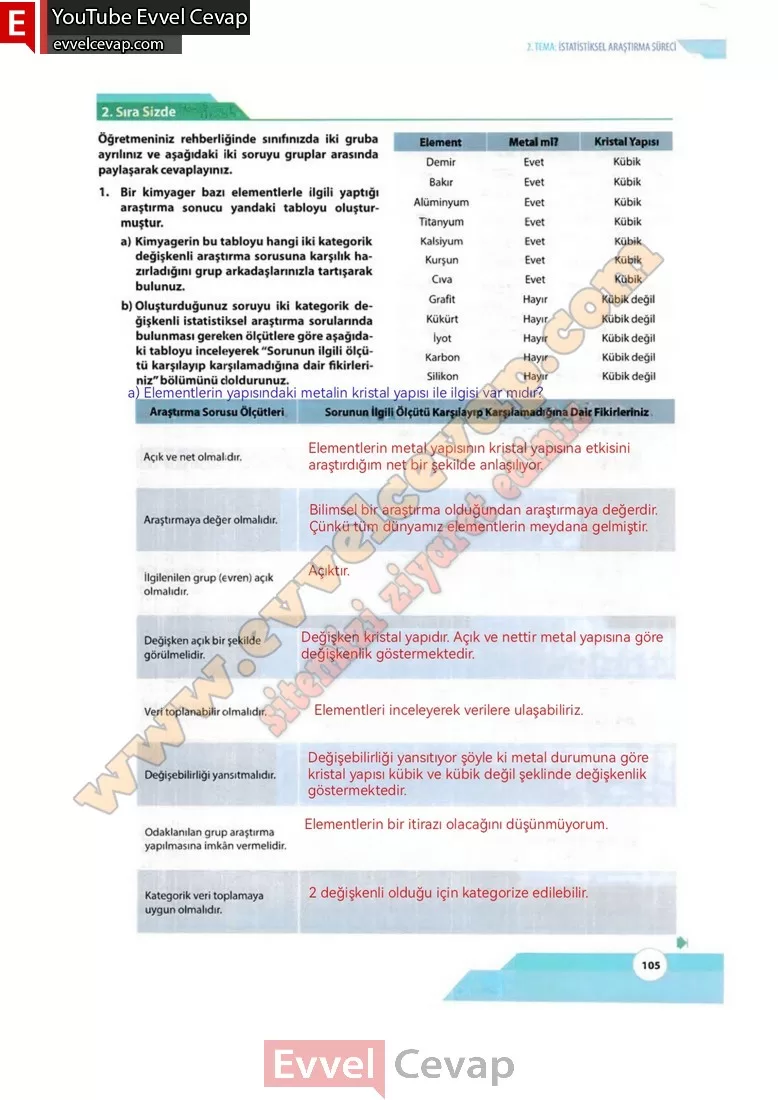 E YouTube Evvel Cevap
evvelcevap.com
2. TEMA: İSTATİSTİKSEL ARAŞTIRMA SÜRECİ
2. Sıra Sizde
Öğretmeniniz rehberliğinde sınıfınızda iki gruba
ayrılınız ve aşağıdaki iki soruyu gruplar arasında
paylaşarak cevaplayınız.
1. Bir kimyager bazı elementlerle ilgili yaptığı
araştırma sonucu yandaki tabloyu oluştur-
muştur.
a) Kimyagerin bu tabloyu hangi iki kategorik
değişkenli araştırma sorusuna karşılık ha-
zırladığını grup arkadaşlarınızla tartışarak
bulunuz.
b) Oluşturduğunuz soruyu iki kategorik de-
ğişkenli istatistiksel araştırma sorularında
bulunması gereken ölçütlere göre aşağıda-
ki tabloyu inceleyerek "Sorunun ilgili ölçü-
tü karşılayıp karşılamadığına dair fikirleri-
niz" bölümünü doldurunuz.
Element Metal mi? Kristal Yapısı
Demir Evet Kübik
Bakır Evet Kübik
Alüminyum Evet Kübik
Titanyum Evet Kübik
Kalsiyum Evet Kübik
Kurşun Evet Kübik
Cıva Evet Kübik
Grafit Hayır Kübik değil
Kükürt Hayır Kübik değil
İyot Hayır Kübik değil
Karbon Hayır Kübik değil
Silikon Hayır Kübik değil
a) Elementlerin yapısındaki metalin kristal yapısı ile ilgisi var mıdır?
Araştırma Sorusu Ölçütleri Sorunun İlgili Ölçütü Karşılayıp Karşılamadığına Dair Fikirleriniz
Açık ve net olmalıdır.
Elementlerin metal yapısının kristal yapısına etkisini
araştırdığım net bir şekilde anlaşılıyor.
Araştırmaya değer olmalıdır.
Bilimsel bir araştırma olduğundan araştırmaya değerdir.
Çünkü tüm dünyamız elementlerin meydana gelmiştir.
İlgilenilen grup (evren) açık
olmalıdır.
Açıktır.
Değişken açık bir şekilde
görülmelidir.
Değişken kristal yapıdır. Açık ve nettir metal yapısına göre
değişkenlik göstermektedir.
Veri toplanabilir olmalıdır.
Elementleri inceleyerek verilere ulaşabiliriz.
Değişebilirliği yansıtmalıdır.
Değişebilirliği yansıtıyor şöyle ki metal durumuna göre
kristal yapısı kübik ve kübik değil şeklinde değişkenlik
göstermektedir.
Odaklanılan grup araştırma
yapılmasına imkân vermelidir.
Elementlerin bir itirazı olacağını düşünmüyorum.
Kategorik veri toplamaya
uygun olmalıdır.
2 değişkenli olduğu için kategorize edilebilir.
www.evvelcevap.com
sitemizi ziyaret ediniz
105
Evvel Cevap